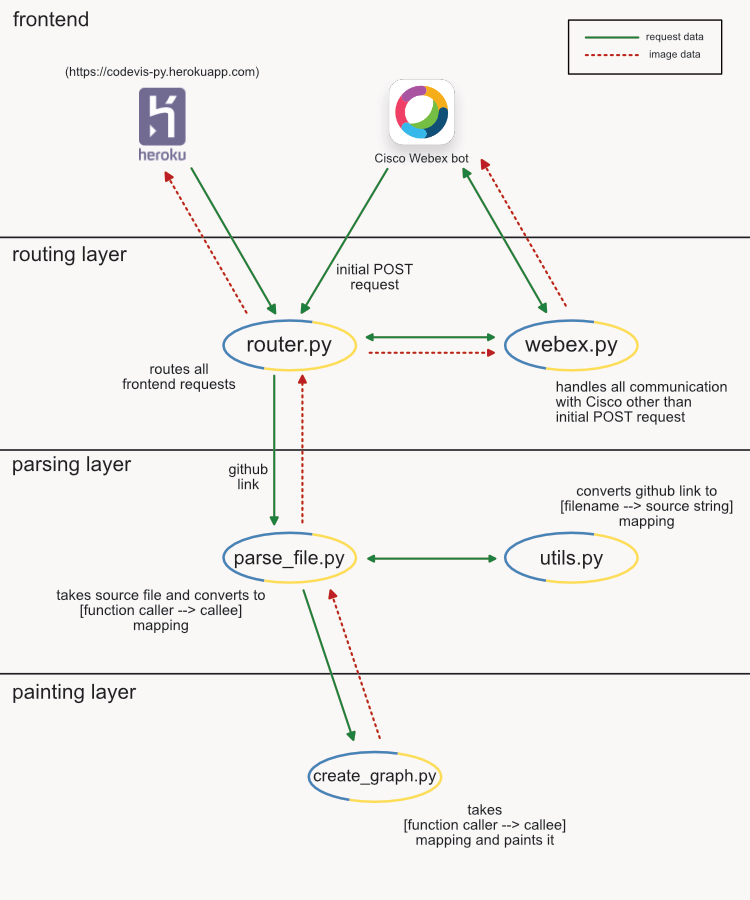 frontend
request data
image data
(https://codevis-py.herokuapp.com)
heroku
Cisco Webex bot
routing layer
initial POST
request
router.py
webex.py
routes all
frontend requests
handles all communication
with Cisco other than
initial POST request
parsing layer
github
link
converts github link to
[filename --> source string]
mapping
parse_file.py
utils.py
takes source file and converts to
[function caller --> callee]
mapping
painting layer
create_graph.py
takes
[function caller --> callee]
mapping and paints it